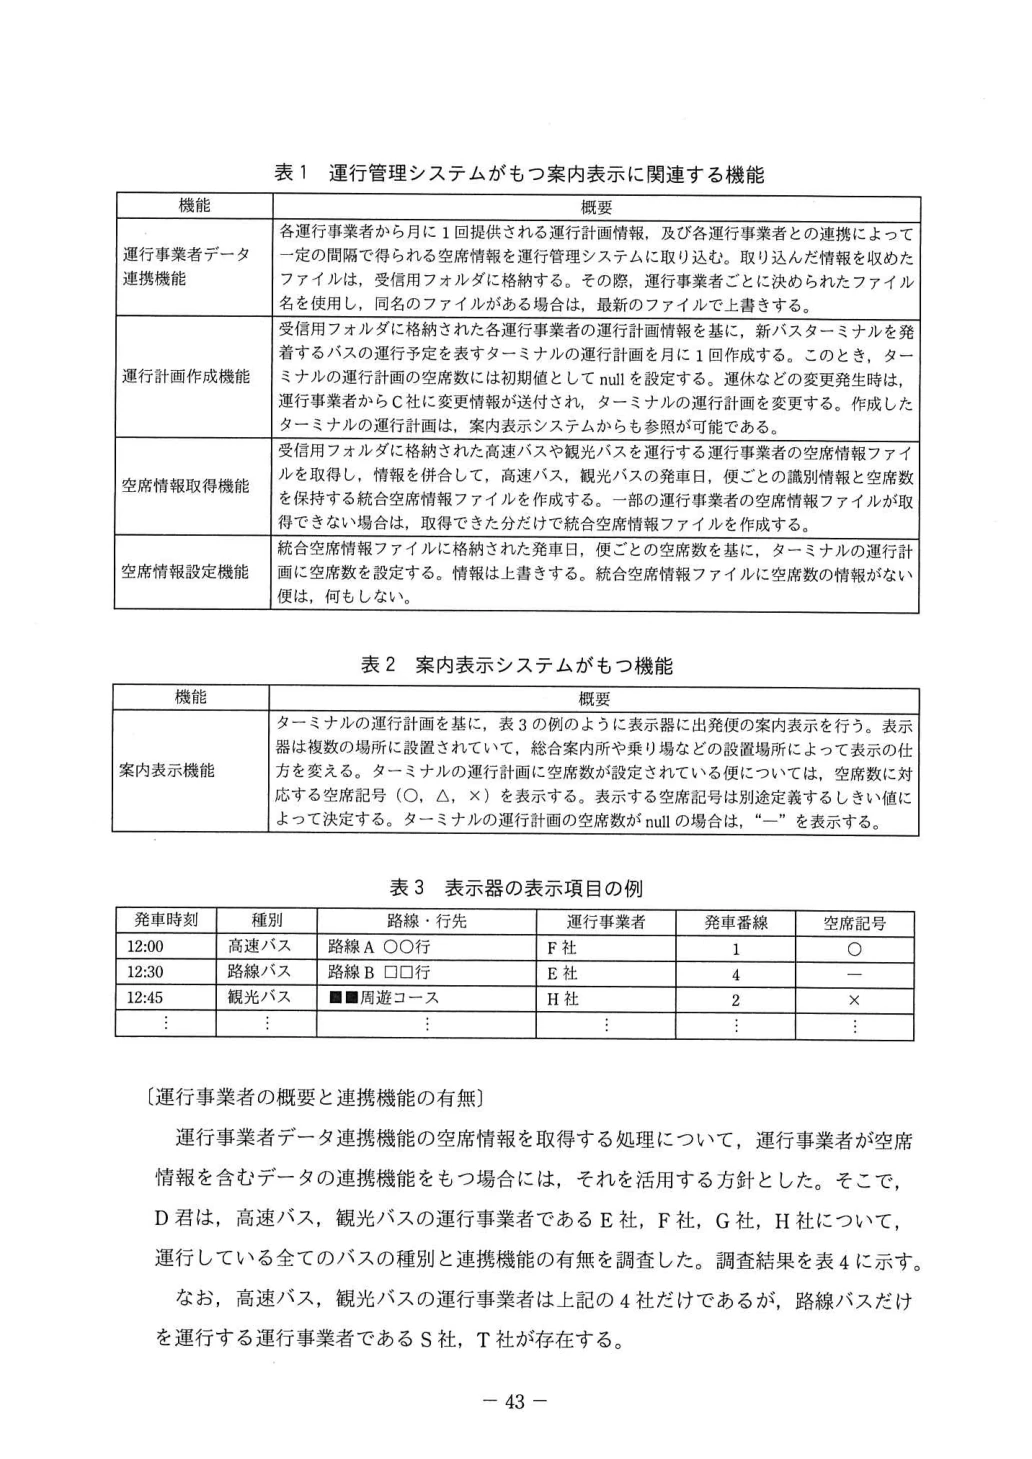 表1 運行管理システムがもつ案内表示に関連する機能
機能 概要
運行事業者データ
連携機能
各運行事業者から月に1回提供される運行計画情報，及び各運行事業者との連携によって
一定の間隔で得られる空席情報を運行管理システムに取り込む。取り込んだ情報を収めた
ファイルは，受信用フォルダに格納する。その際，運行事業者ごとに決められたファイル
名を使用し，同名のファイルがある場合は，最新のファイルで上書きする。
運行計画作成機能
受信用フォルダに格納された各運行事業者の運行計画情報を基に，新バスターミナルを発
着するバスの運行予定を表すターミナルの運行計画を月に1回作成する。このとき，ター
ミナルの運行計画の空席数には初期値として null を設定する。運休などの変更発生時は，
運行事業者からC社に変更情報が送付され，ターミナルの運行計画を変更する。作成した
ターミナルの運行計画は，案内表示システムからも参照が可能である。
空席情報取得機能
受信用フォルダに格納された高速バスや観光バスを運行する運行事業者の空席情報ファイ
ルを取得し，情報を併合して，高速バス，観光バスの発車日，便ごとの識別情報と空席数
を保持する統合空席情報ファイルを作成する。一部の運行事業者の空席情報ファイルが取
得できない場合は，取得できた分だけで統合空席情報ファイルを作成する。
空席情報設定機能
統合空席情報ファイルに格納された発車日，便ごとの空席数を基に，ターミナルの運行計
画に空席数を設定する。情報は上書きする。統合空席情報ファイルに空席数の情報がない
便は，何もしない。
表2 案内表示システムがもつ機能
機能 概要
案内表示機能
ターミナルの運行計画を基に，表3の例のように表示器に出発便の案内表示を行う。表示
器は複数の場所に設置されていて，総合案内所や乗り場などの設置場所によって表示の仕
方を変える。ターミナルの運行計画に空席数が設定されている便については，空席数に対
応する空席記号（○，△，×）を表示する。表示する空席記号は別途定義するしきい値に
よって決定する。ターミナルの運行計画の空席数が null の場合は，“―”を表示する。
表3 表示器の表示項目の例
発車時刻 種別 路線・行先 運行事業者 発車番線 空席記号
12:00 高速バス 路線A ○○行 F社 1 ○
12:30 路線バス 路線B □□行 E社 4 ―
12:45 観光バス ■■周遊コース H社 2 ×
⋮ ⋮ ⋮ ⋮ ⋮ ⋮
〔運行事業者の概要と連携機能の有無〕
運行事業者データ連携機能の空席情報を取得する処理について，運行事業者が空席
情報を含むデータの連携機能をもつ場合には，それを活用する方針とした。そこで，
D君は，高速バス，観光バスの運行事業者であるE社，F社，G社，H社について，
運行している全てのバスの種別と連携機能の有無を調査した。調査結果を表4に示す。
なお，高速バス，観光バスの運行事業者は上記の4社だけであるが，路線バスだけ
を運行する運行事業者であるS社，T社が存在する。
－ 43 －